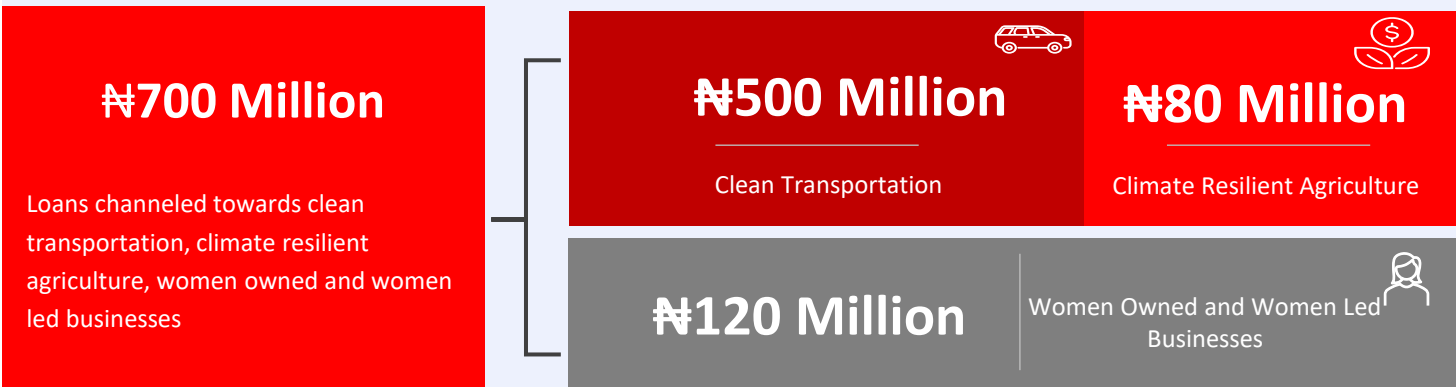 ₦700 Million
Loans channeled towards clean
transportation, climate resilient
agriculture, women owned and women
led businesses
₦500 Million
Clean Transportation
₦80 Million
Climate Resilient Agriculture
₦120 Million
Women Owned and Women Led
Businesses